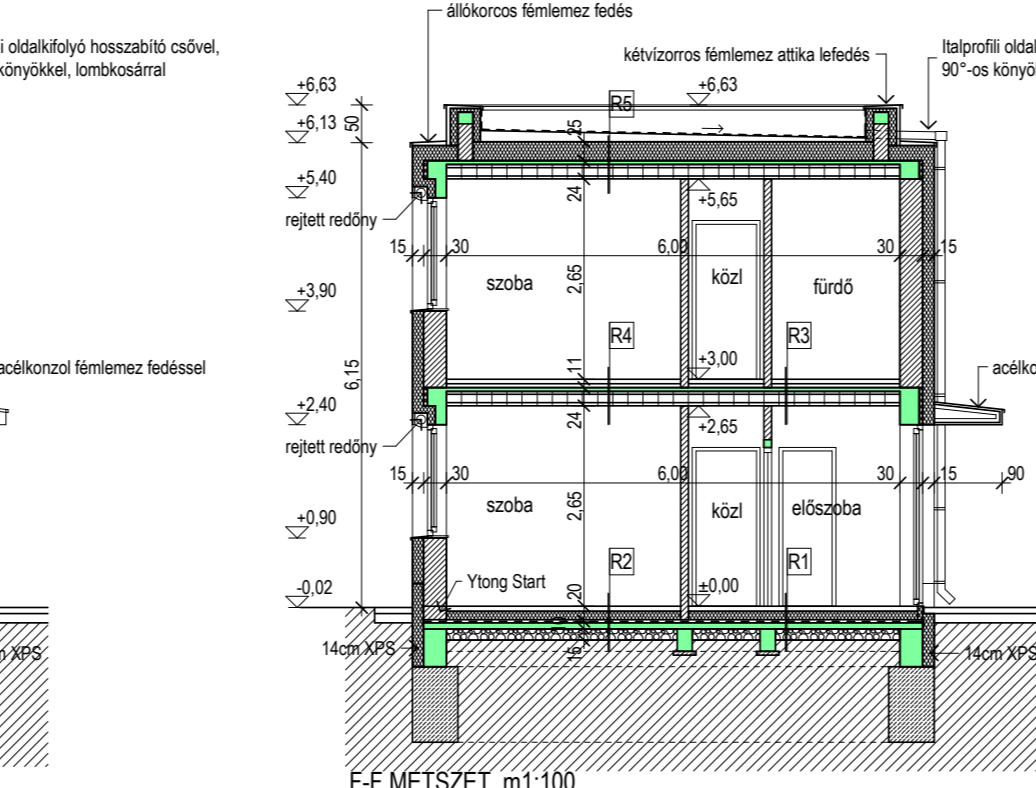 állókorcos fémlemez fedés
i oldalkifolyó hosszabító csővel,
könyökkel, lombkosárral
kétvízorros fémlemez attika lefedés
Italprofili oldal
90°-os könyök
+6,63
+6,13
50
R5
+6,63
25
+5,40
24
+5,65
rejtett redőny
15
30
6,00
30
15
szoba
2,65
közl
fürdő
+3,90
R4
R3
acélkonzol fémlemez fedéssel
6,15
11
+3,00
acélko
+2,40
24
+2,65
rejtett redőny
15
30
6,00
30
15
90
szoba
2,65
közl
előszoba
+0,90
R2
R1
Ytong Start
-0,02
20
±0,00
m XPS
14cm XPS
15
14cm XPS
F-F METSZET m1:100